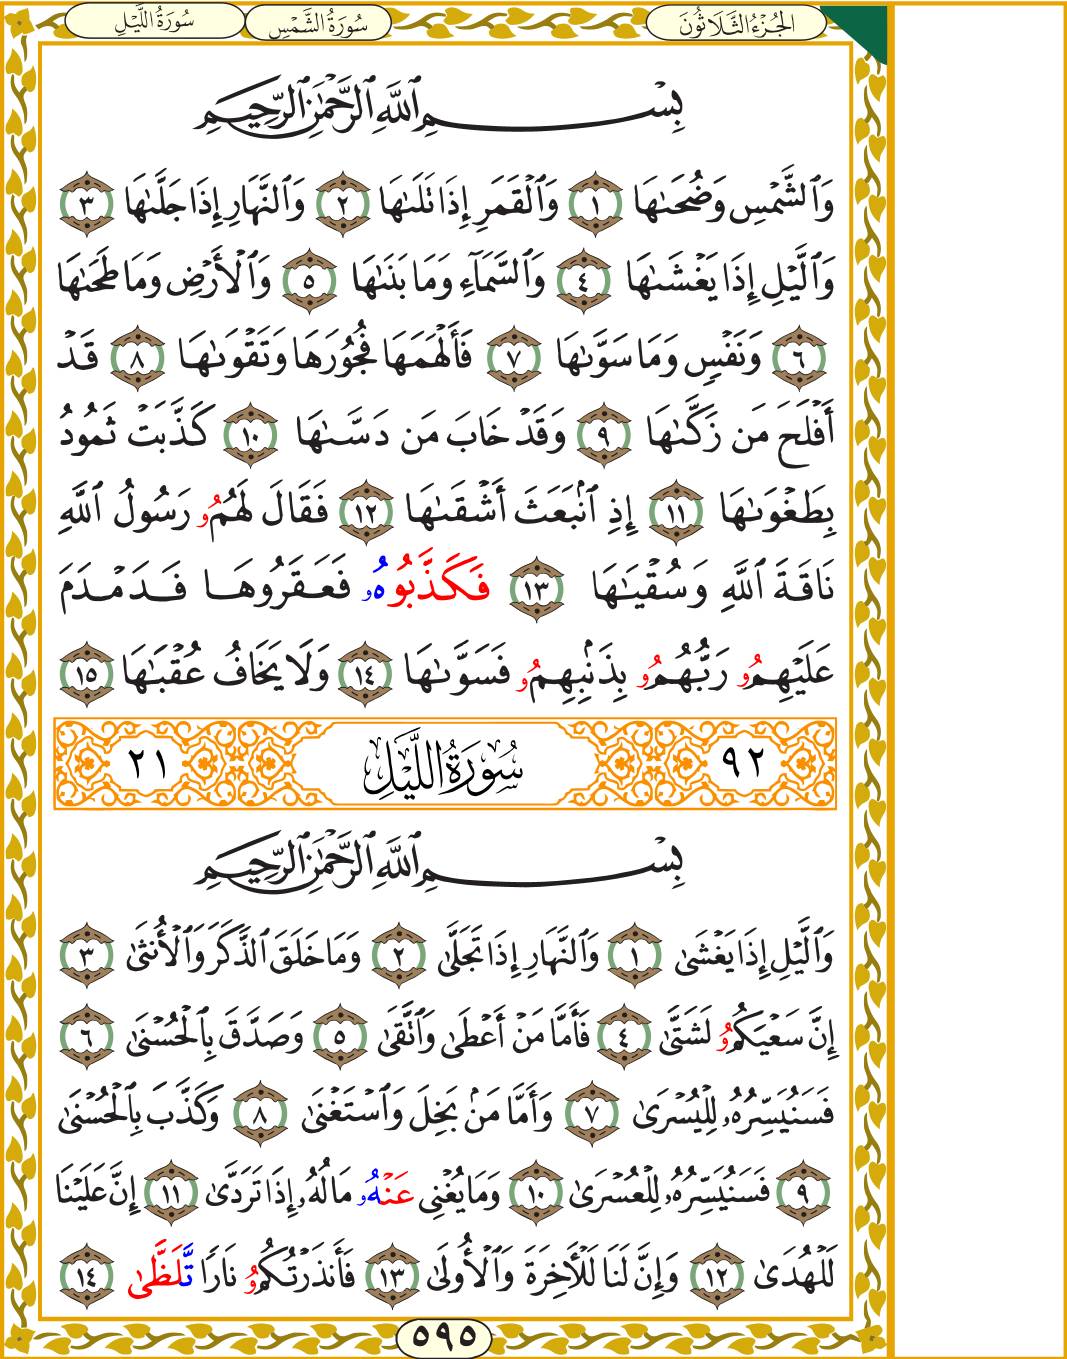 الجُزْءُ الثَّلَاثُونَ سُورَةُ الشَّمْسِ سُورَةُ اللَّيْلِ
بِسْمِ ٱللَّهِ ٱلرَّحْمَٰنِ ٱلرَّحِيمِ
وَٱلشَّمْسِ وَضُحَىٰهَا ١ وَٱلْقَمَرِ إِذَا تَلَىٰهَا ٢ وَٱلنَّهَارِ إِذَا جَلَّىٰهَا ٣
وَٱلَّيْلِ إِذَا يَغْشَىٰهَا ٤ وَٱلسَّمَآءِ وَمَا بَنَىٰهَا ٥ وَٱلْأَرْضِ وَمَا طَحَىٰهَا
٦ وَنَفْسٍ وَمَا سَوَّىٰهَا ٧ فَأَلْهَمَهَا فُجُورَهَا وَتَقْوَىٰهَا ٨ قَدْ
أَفْلَحَ مَن زَكَّىٰهَا ٩ وَقَدْ خَابَ مَن دَسَّىٰهَا ١٠ كَذَّبَتْ ثَمُودُ
بِطَغْوَىٰهَا ١١ إِذِ ٱنۢبَعَثَ أَشْقَىٰهَا ١٢ فَقَالَ لَهُمُۥ رَسُولُ ٱللَّهِ
نَاقَةَ ٱللَّهِ وَسُقْيَٰهَا ١٣ فَكَذَّبُوهُۥ فَعَقَرُوهَا فَدَمْدَمَ
عَلَيْهِمُۥ رَبُّهُمُۥ بِذَنۢبِهِمُۥ فَسَوَّىٰهَا ١٤ وَلَا يَخَافُ عُقْبَٰهَا ١٥
٩٢ سُورَةُ اللَّيْلِ ٢١
بِسْمِ ٱللَّهِ ٱلرَّحْمَٰنِ ٱلرَّحِيمِ
وَٱلَّيْلِ إِذَا يَغْشَىٰ ١ وَٱلنَّهَارِ إِذَا تَجَلَّىٰ ٢ وَمَا خَلَقَ ٱلذَّكَرَ وَٱلْأُنثَىٰ ٣
إِنَّ سَعْيَكُمُۥ لَشَتَّىٰ ٤ فَأَمَّا مَنْ أَعْطَىٰ وَٱتَّقَىٰ ٥ وَصَدَّقَ بِٱلْحُسْنَىٰ ٦
فَسَنُيَسِّرُهُۥ لِلْيُسْرَىٰ ٧ وَأَمَّا مَنۢ بَخِلَ وَٱسْتَغْنَىٰ ٨ وَكَذَّبَ بِٱلْحُسْنَىٰ
٩ فَسَنُيَسِّرُهُۥ لِلْعُسْرَىٰ ١٠ وَمَا يُغْنِى عَنْهُۥ مَالُهُۥ إِذَا تَرَدَّىٰ ١١ إِنَّ عَلَيْنَا
لَلْهُدَىٰ ١٢ وَإِنَّ لَنَا لَلْـَٔاخِرَةَ وَٱلْأُولَىٰ ١٣ فَأَنذَرْتُكُمُۥ نَارًا تَّلَظَّىٰ ١٤
٥٩٥